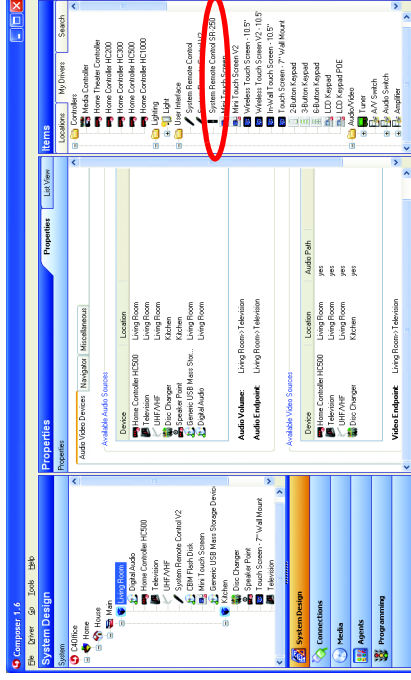 Composer 1.6
File Driver Go Tools Help
System Design
System
C4Office
Home
House
Main
Living Room
Digital Audio
Home Controller HC500
Television
UHF/VHF
System Remote Control V2
CBM Flash Disk
Mini Touch Screen
Generic USB Mass Storage Device
Kitchen
Disc Changer
Speaker Point
Touch Screen - 7" Wall Mount
Television
System Design
Connections
Media
Agents
Programming
Properties
Properties
List View
Properties
Audio Video Devices
Navigator
Miscellaneous
Available Audio Sources
Device Location
Home Controller HC500 Living Room
Television Living Room
UHF/VHF Living Room
Disc Changer Kitchen
Speaker Point Kitchen
Generic USB Mass Stor... Living Room
Digital Audio Living Room
Audio Volume: Living Room->Television
Audio Endpoint: Living Room->Television
Available Video Sources
Device Location Audio Path
Home Controller HC500 Living Room yes
Television Living Room yes
UHF/VHF Living Room yes
Disc Changer Kitchen yes
Video Endpoint: Living Room->Television
Items
Locations
My Drivers
Search
Controllers
Media Controller
Home Theater Controller
Home Controller HC200
Home Controller HC300
Home Controller HC500
Home Controller HC1000
Lighting
Light
User Interface
System Remote Control
System Remote Control V2
System Remote Control SR-250
Mini Touch Screen
Mini Touch Screen V2
Wireless Touch Screen - 10.5"
Wireless Touch Screen V2 - 10.5"
In-Wall Touch Screen - 10.5"
Touch Screen - 7" Wall Mount
2-Button Keypad
3-Button Keypad
6-Button Keypad
LCD Keypad
LCD Keypad POE
Audio/Video
Tuner
A/V Switch
Audio Switch
Amplifier